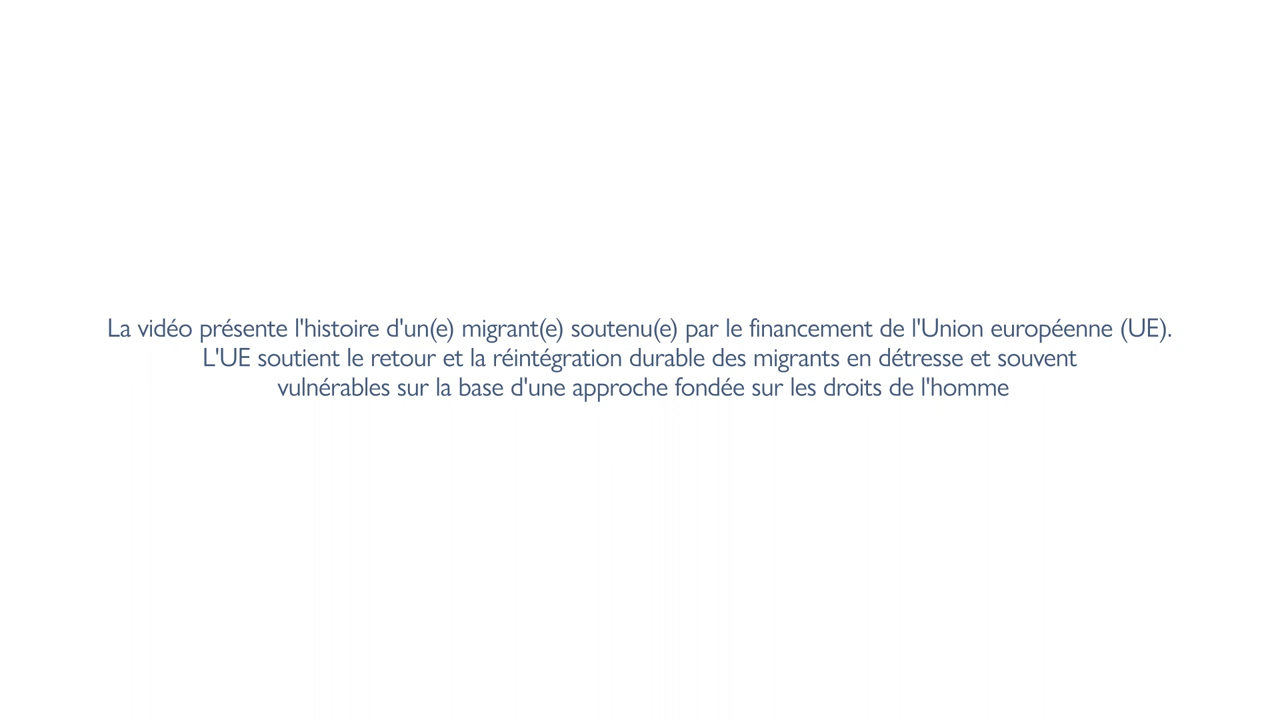 La vidéo présente l'histoire d'un(e) migrant(e) soutenu(e) par le financement de l'Union européenne (UE).
L'UE soutient le retour et la réintégration durable des migrants en détresse et souvent
vulnérables sur la base d'une approche fondée sur les droits de l'homme